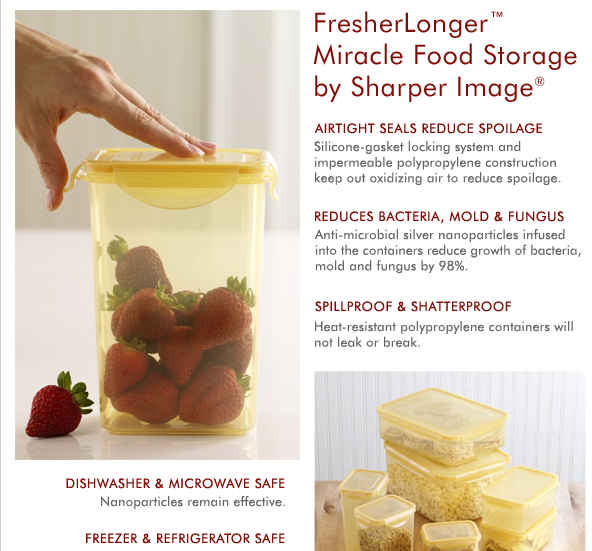 FresherLonger™
Miracle Food Storage
by Sharper Image®
AIRTIGHT SEALS REDUCE SPOILAGE
Silicone-gasket locking system and
impermeable polypropylene construction
keep out oxidizing air to reduce spoilage.
REDUCES BACTERIA, MOLD & FUNGUS
Anti-microbial silver nanoparticles infused
into the containers reduce growth of bacteria,
mold and fungus by 98%.
SPILLPROOF & SHATTERPROOF
Heat-resistant polypropylene containers will
not leak or break.
DISHWASHER & MICROWAVE SAFE
Nanoparticles remain effective.
FREEZER & REFRIGERATOR SAFE